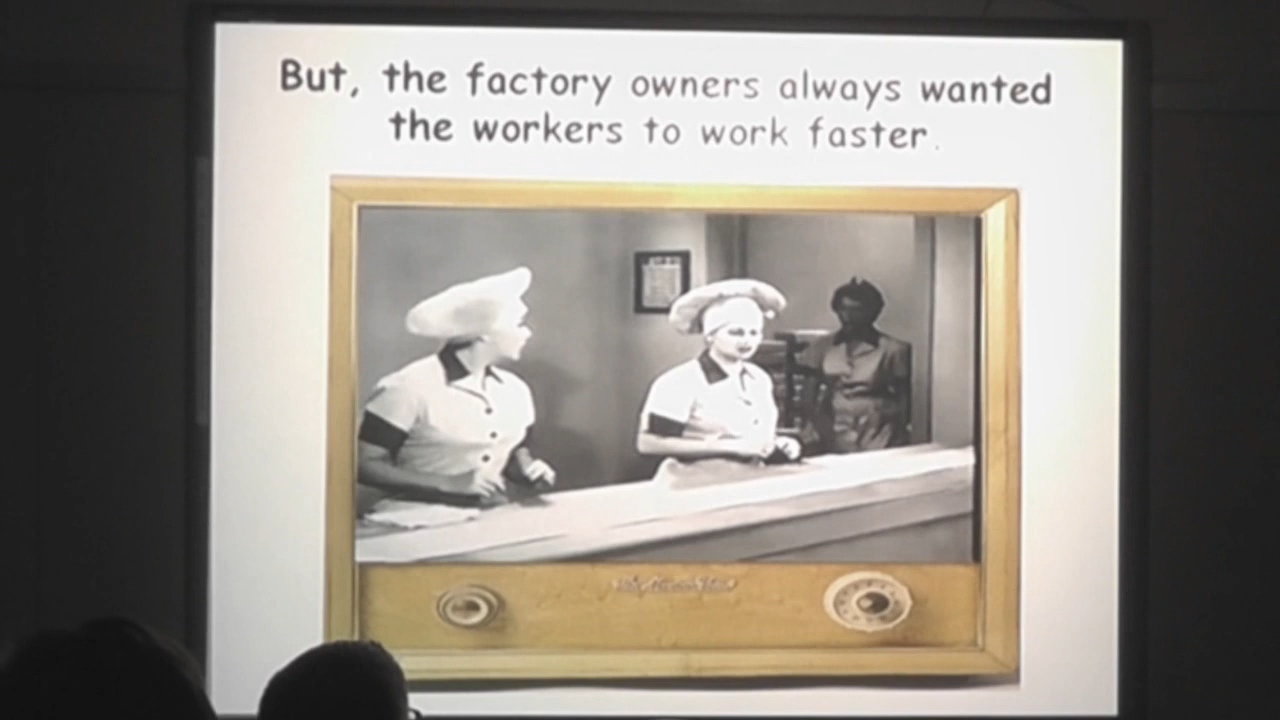 But, the factory owners always wanted
the workers to work faster.